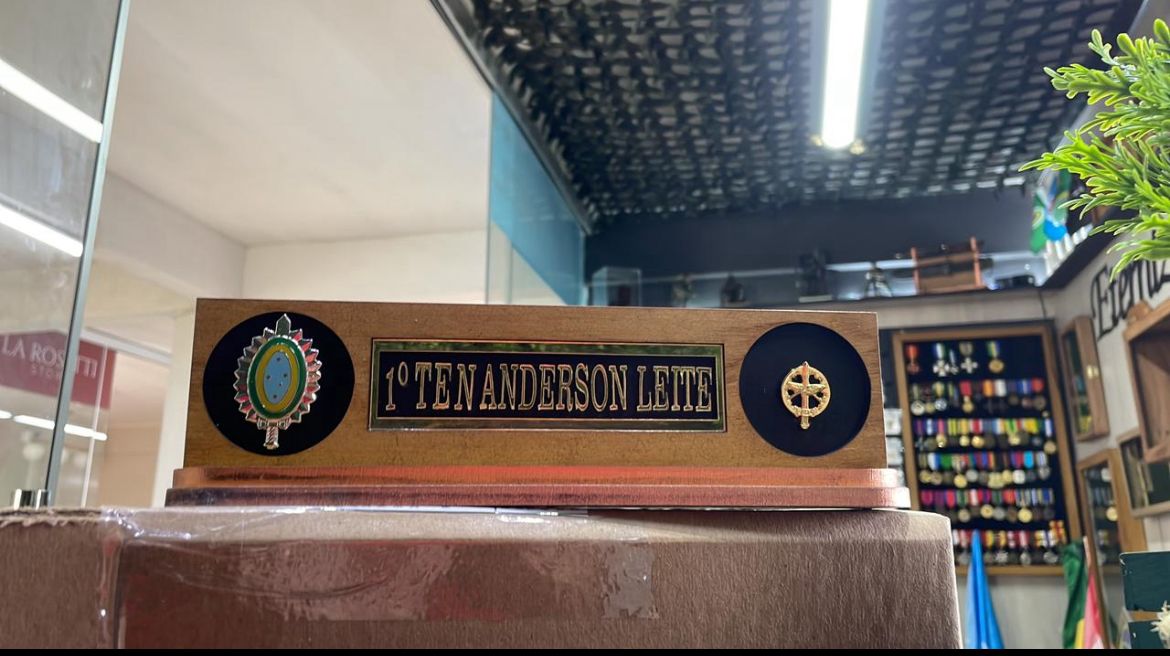 LA ROSETTI
1º TEN ANDERSON LEITE